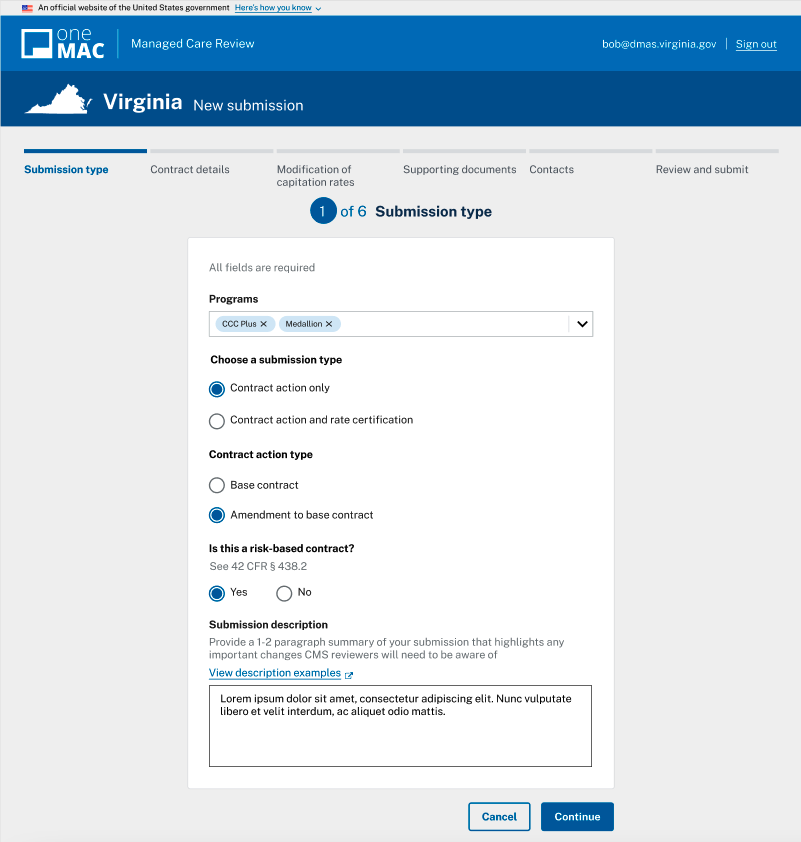 An official website of the United States government Here's how you know
one
MAC
Managed Care Review
bob@dmas.virginia.gov
Sign out
Virginia New submission
Submission type
Contract details
Modification of
capitation rates
Supporting documents
Contacts
Review and submit
1 of 6 Submission type
All fields are required
Programs
CCC Plus
Medallion
Choose a submission type
Contract action only
Contract action and rate certification
Contract action type
Base contract
Amendment to base contract
Is this a risk-based contract?
See 42 CFR § 438.2
Yes
No
Submission description
Provide a 1-2 paragraph summary of your submission that highlights any
important changes CMS reviewers will need to be aware of
View description examples
Lorem ipsum dolor sit amet, consectetur adipiscing elit. Nunc vulputate
libero et velit interdum, ac aliquet odio mattis.
Cancel
Continue